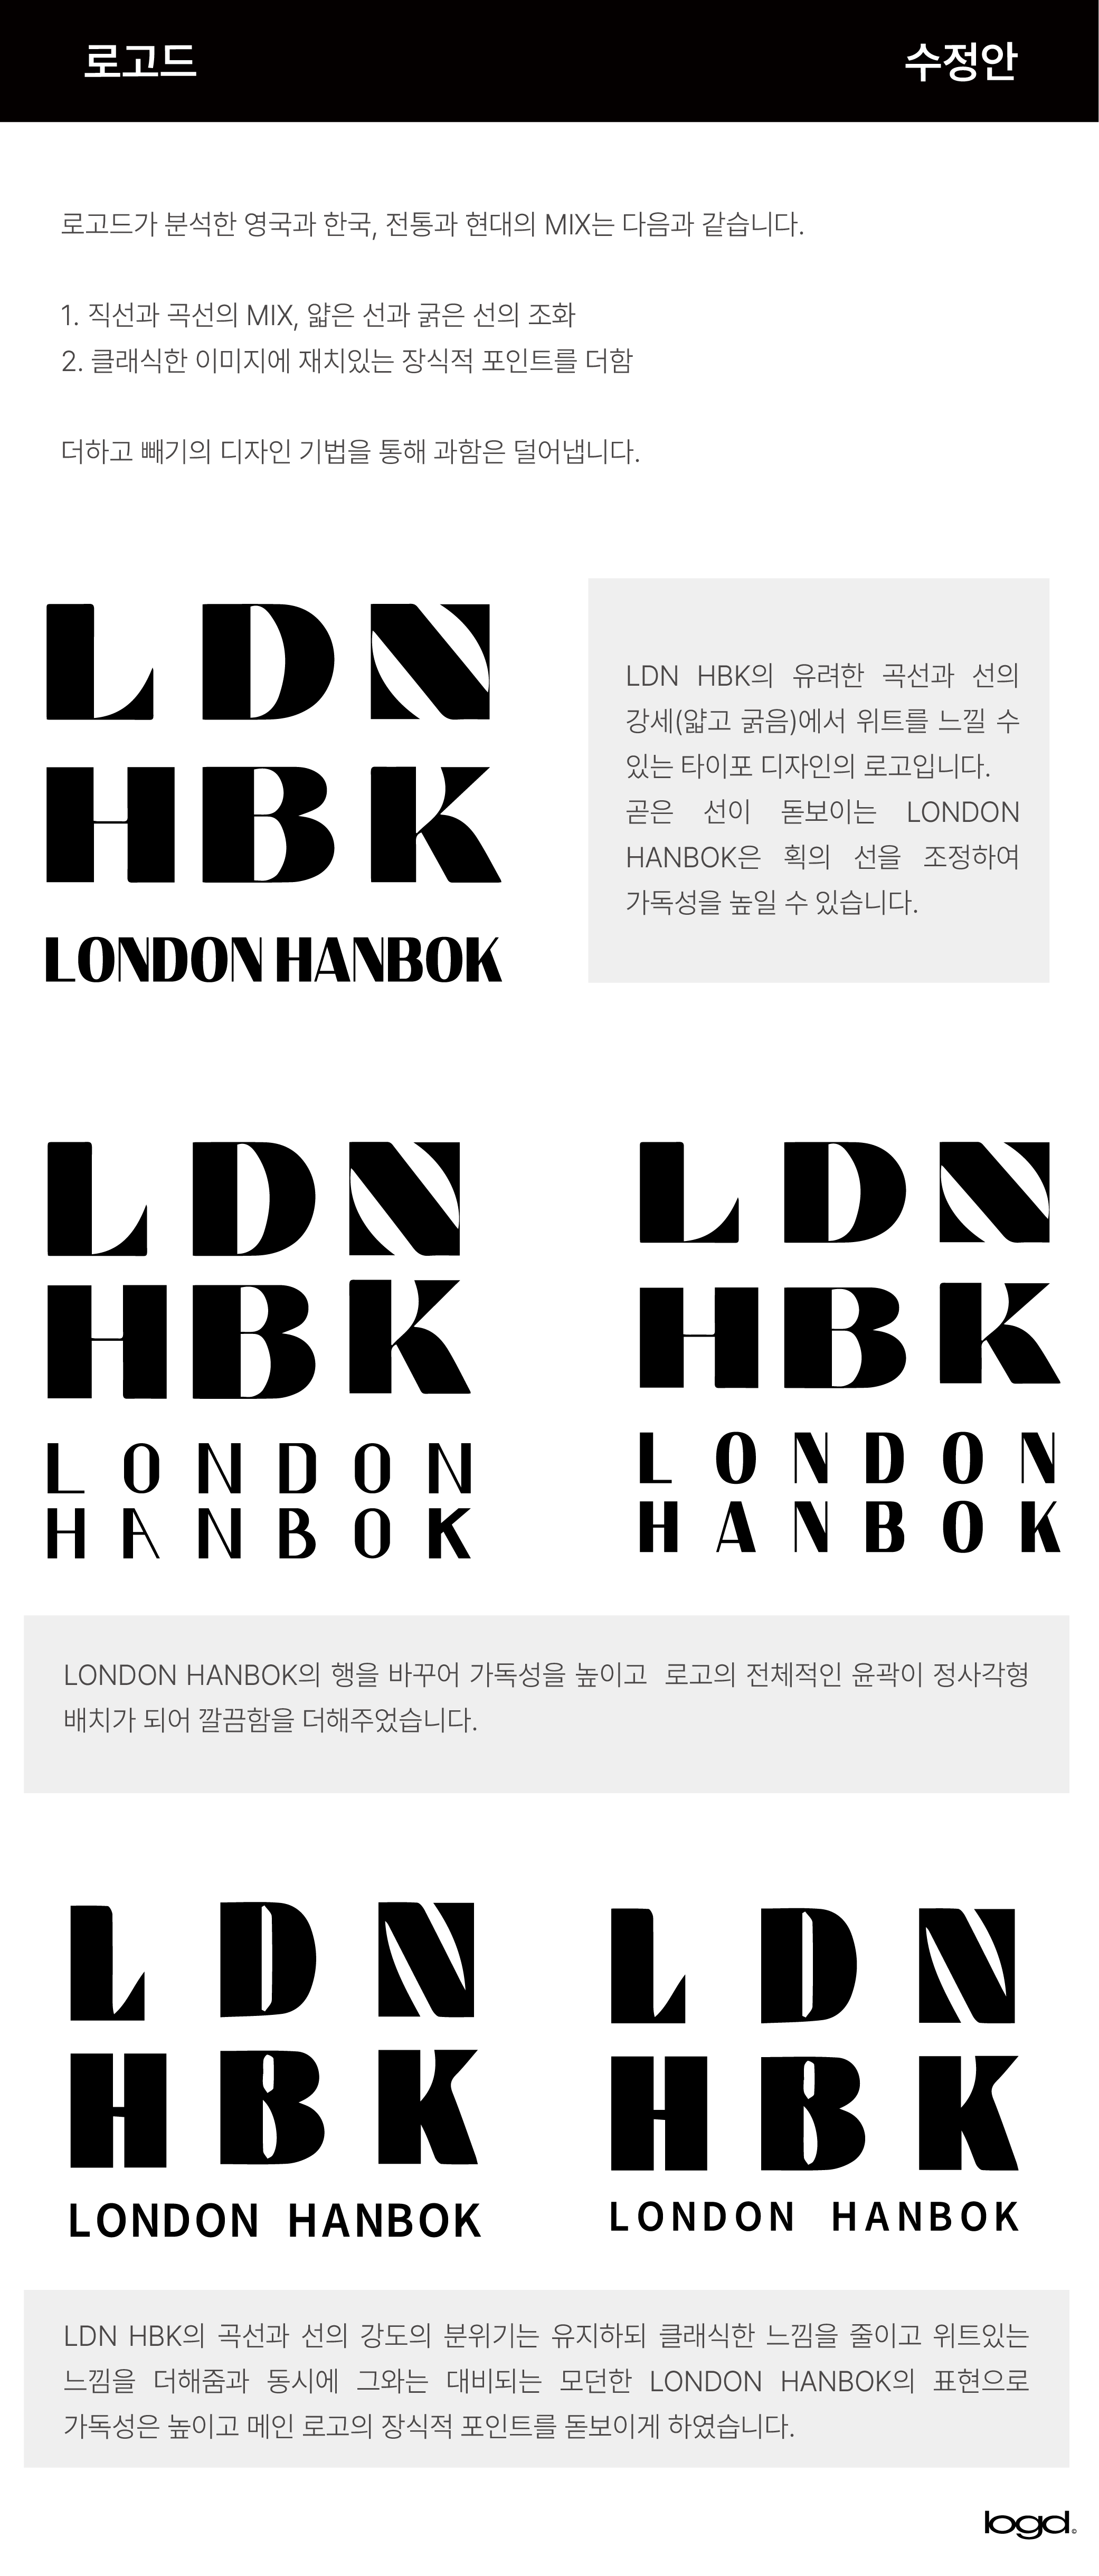 로고드
수정안
로고드가 분석한 영국과 한국, 전통과 현대의 MIX는 다음과 같습니다.
1. 직선과 곡선의 MIX, 얇은 선과 굵은 선의 조화
2. 클래식한 이미지에 재치있는 장식적 포인트를 더함
더하고 빼기의 디자인 기법을 통해 과함은 덜어냅니다.
LDN
HBK
LONDON HANBOK
LDN HBK의 유려한 곡선과 선의
강세(얇고 굵음)에서 위트를 느낄 수
있는 타이포 디자인의 로고입니다.
곧은 선이 돋보이는 LONDON
HANBOK은 획의 선을 조정하여
가독성을 높일 수 있습니다.
LDN
HBK
LONDON
HANBOK
LDN
HBK
LONDON
HANBOK
LONDON HANBOK의 행을 바꾸어 가독성을 높이고 로고의 전체적인 윤곽이 정사각형
배치가 되어 깔끔함을 더해주었습니다.
LDN
HBK
LONDON HANBOK
LDN
HBK
LONDON HANBOK
LDN HBK의 곡선과 선의 강도의 분위기는 유지하되 클래식한 느낌을 줄이고 위트있는
느낌을 더해줌과 동시에 그와는 대비되는 모던한 LONDON HANBOK의 표현으로
가독성은 높이고 메인 로고의 장식적 포인트를 돋보이게 하였습니다.
logd©